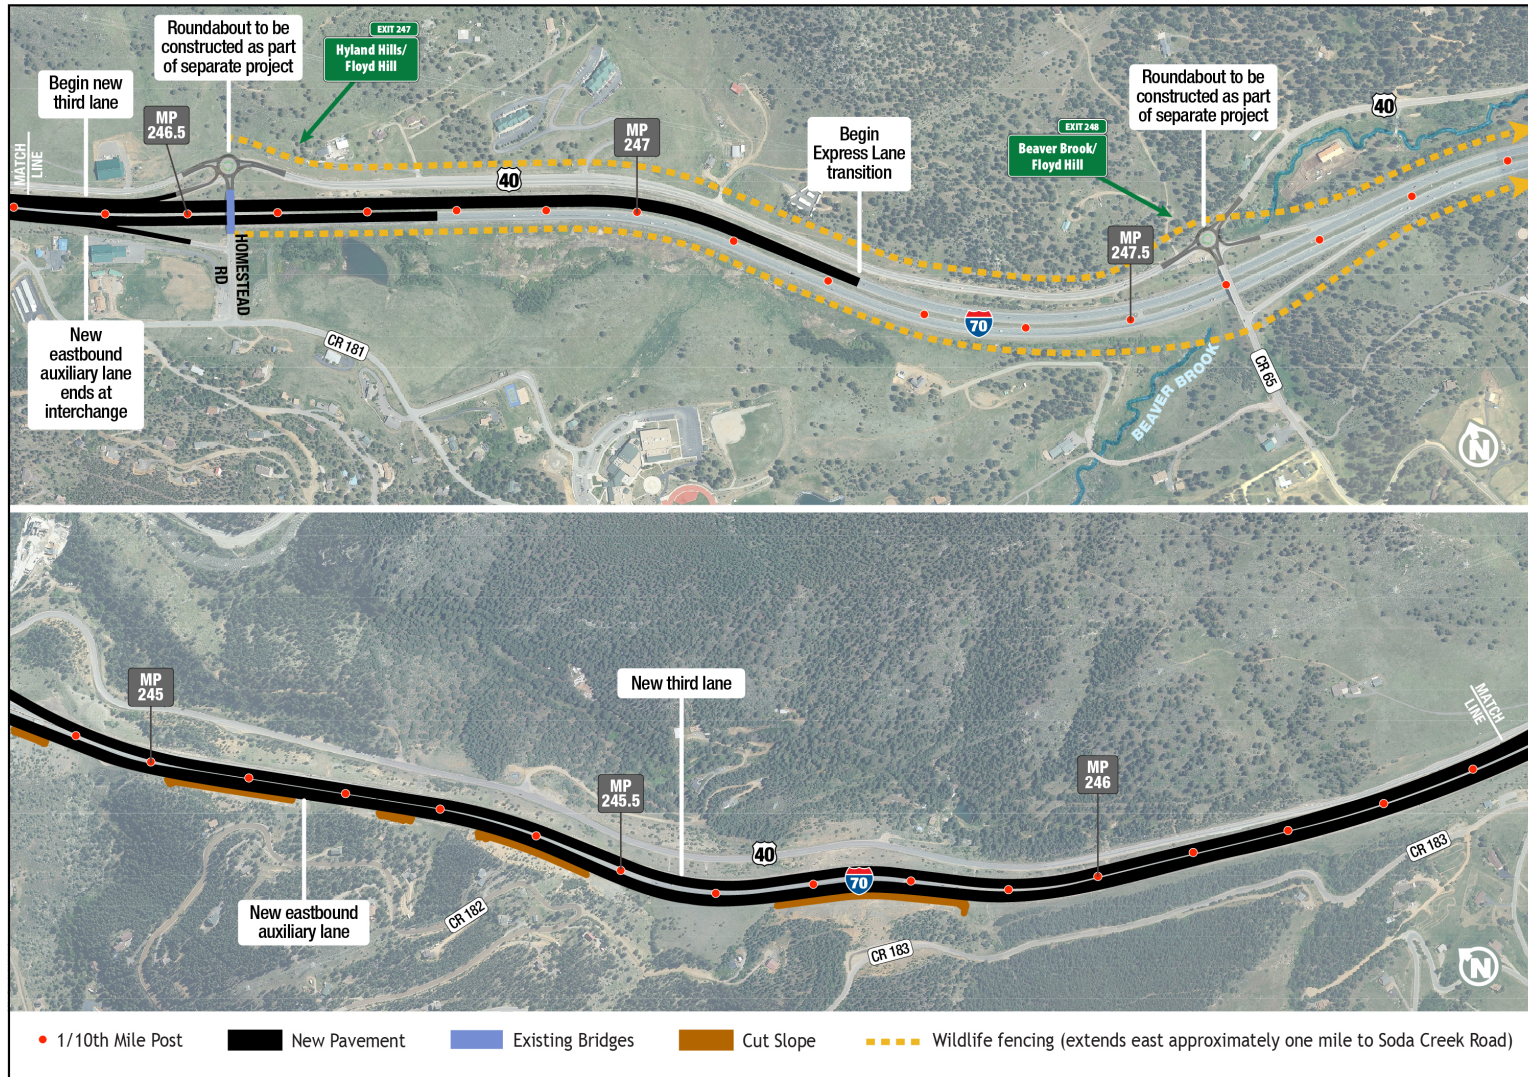 Roundabout to be
constructed as part
of separate project
EXIT 247
Hyland Hills/
Floyd Hill
Begin new
third lane
MP
246.5
MATCH
LINE
40
MP
247
Begin
Express Lane
transition
EXIT 248
Beaver Brook/
Floyd Hill
Roundabout to be
constructed as part
of separate project
40
MP
247.5
HOMESTEAD
RD
70
New
eastbound
auxiliary lane
ends at
interchange
CR 181
BEAVER BROOK
CR 65
N
MP
245
New third lane
MATCH
LINE
MP
245.5
MP
246
40
70
New eastbound
auxiliary lane
CR 182
CR 183
CR 183
N
1/10th Mile Post
New Pavement
Existing Bridges
Cut Slope
Wildlife fencing (extends east approximately one mile to Soda Creek Road)